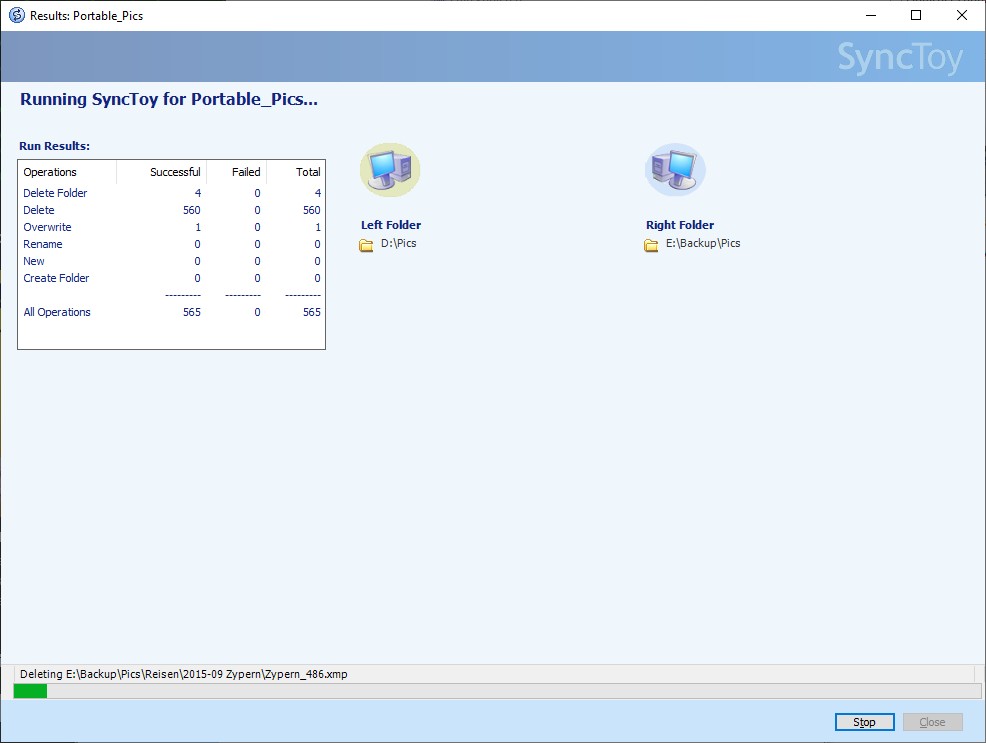 Results: Portable_Pics
SyncToy
Running SyncToy for Portable_Pics...
Run Results:
Operations Successful Failed Total
Delete Folder 4 0 4
Delete 560 0 560
Overwrite 1 0 1
Rename 0 0 0
New 0 0 0
Create Folder 0 0 0
--------- --------- ---------
All Operations 565 0 565
Left Folder
D:\Pics
Right Folder
E:\Backup\Pics
Deleting E:\Backup\Pics\Reisen\2015-09 Zypern\Zypern_486.xmp
Stop Close